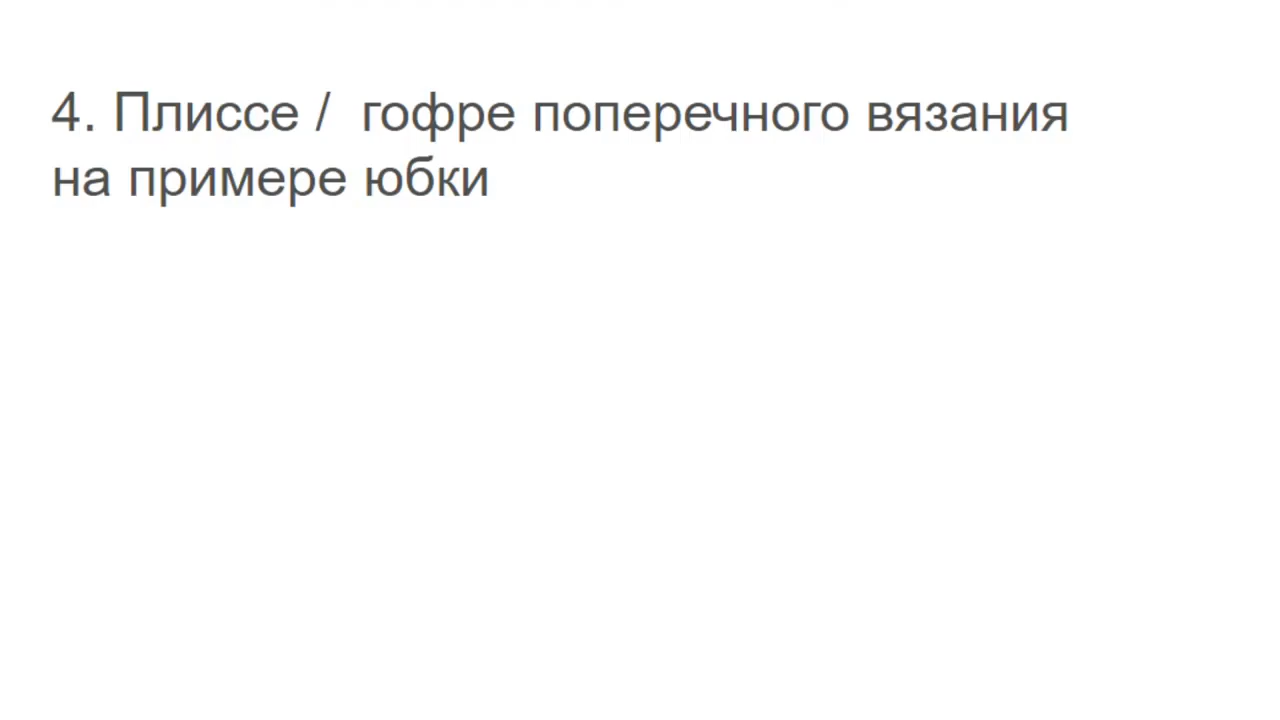 4. Плиссе /  гофре поперечного вязания
на примере юбки